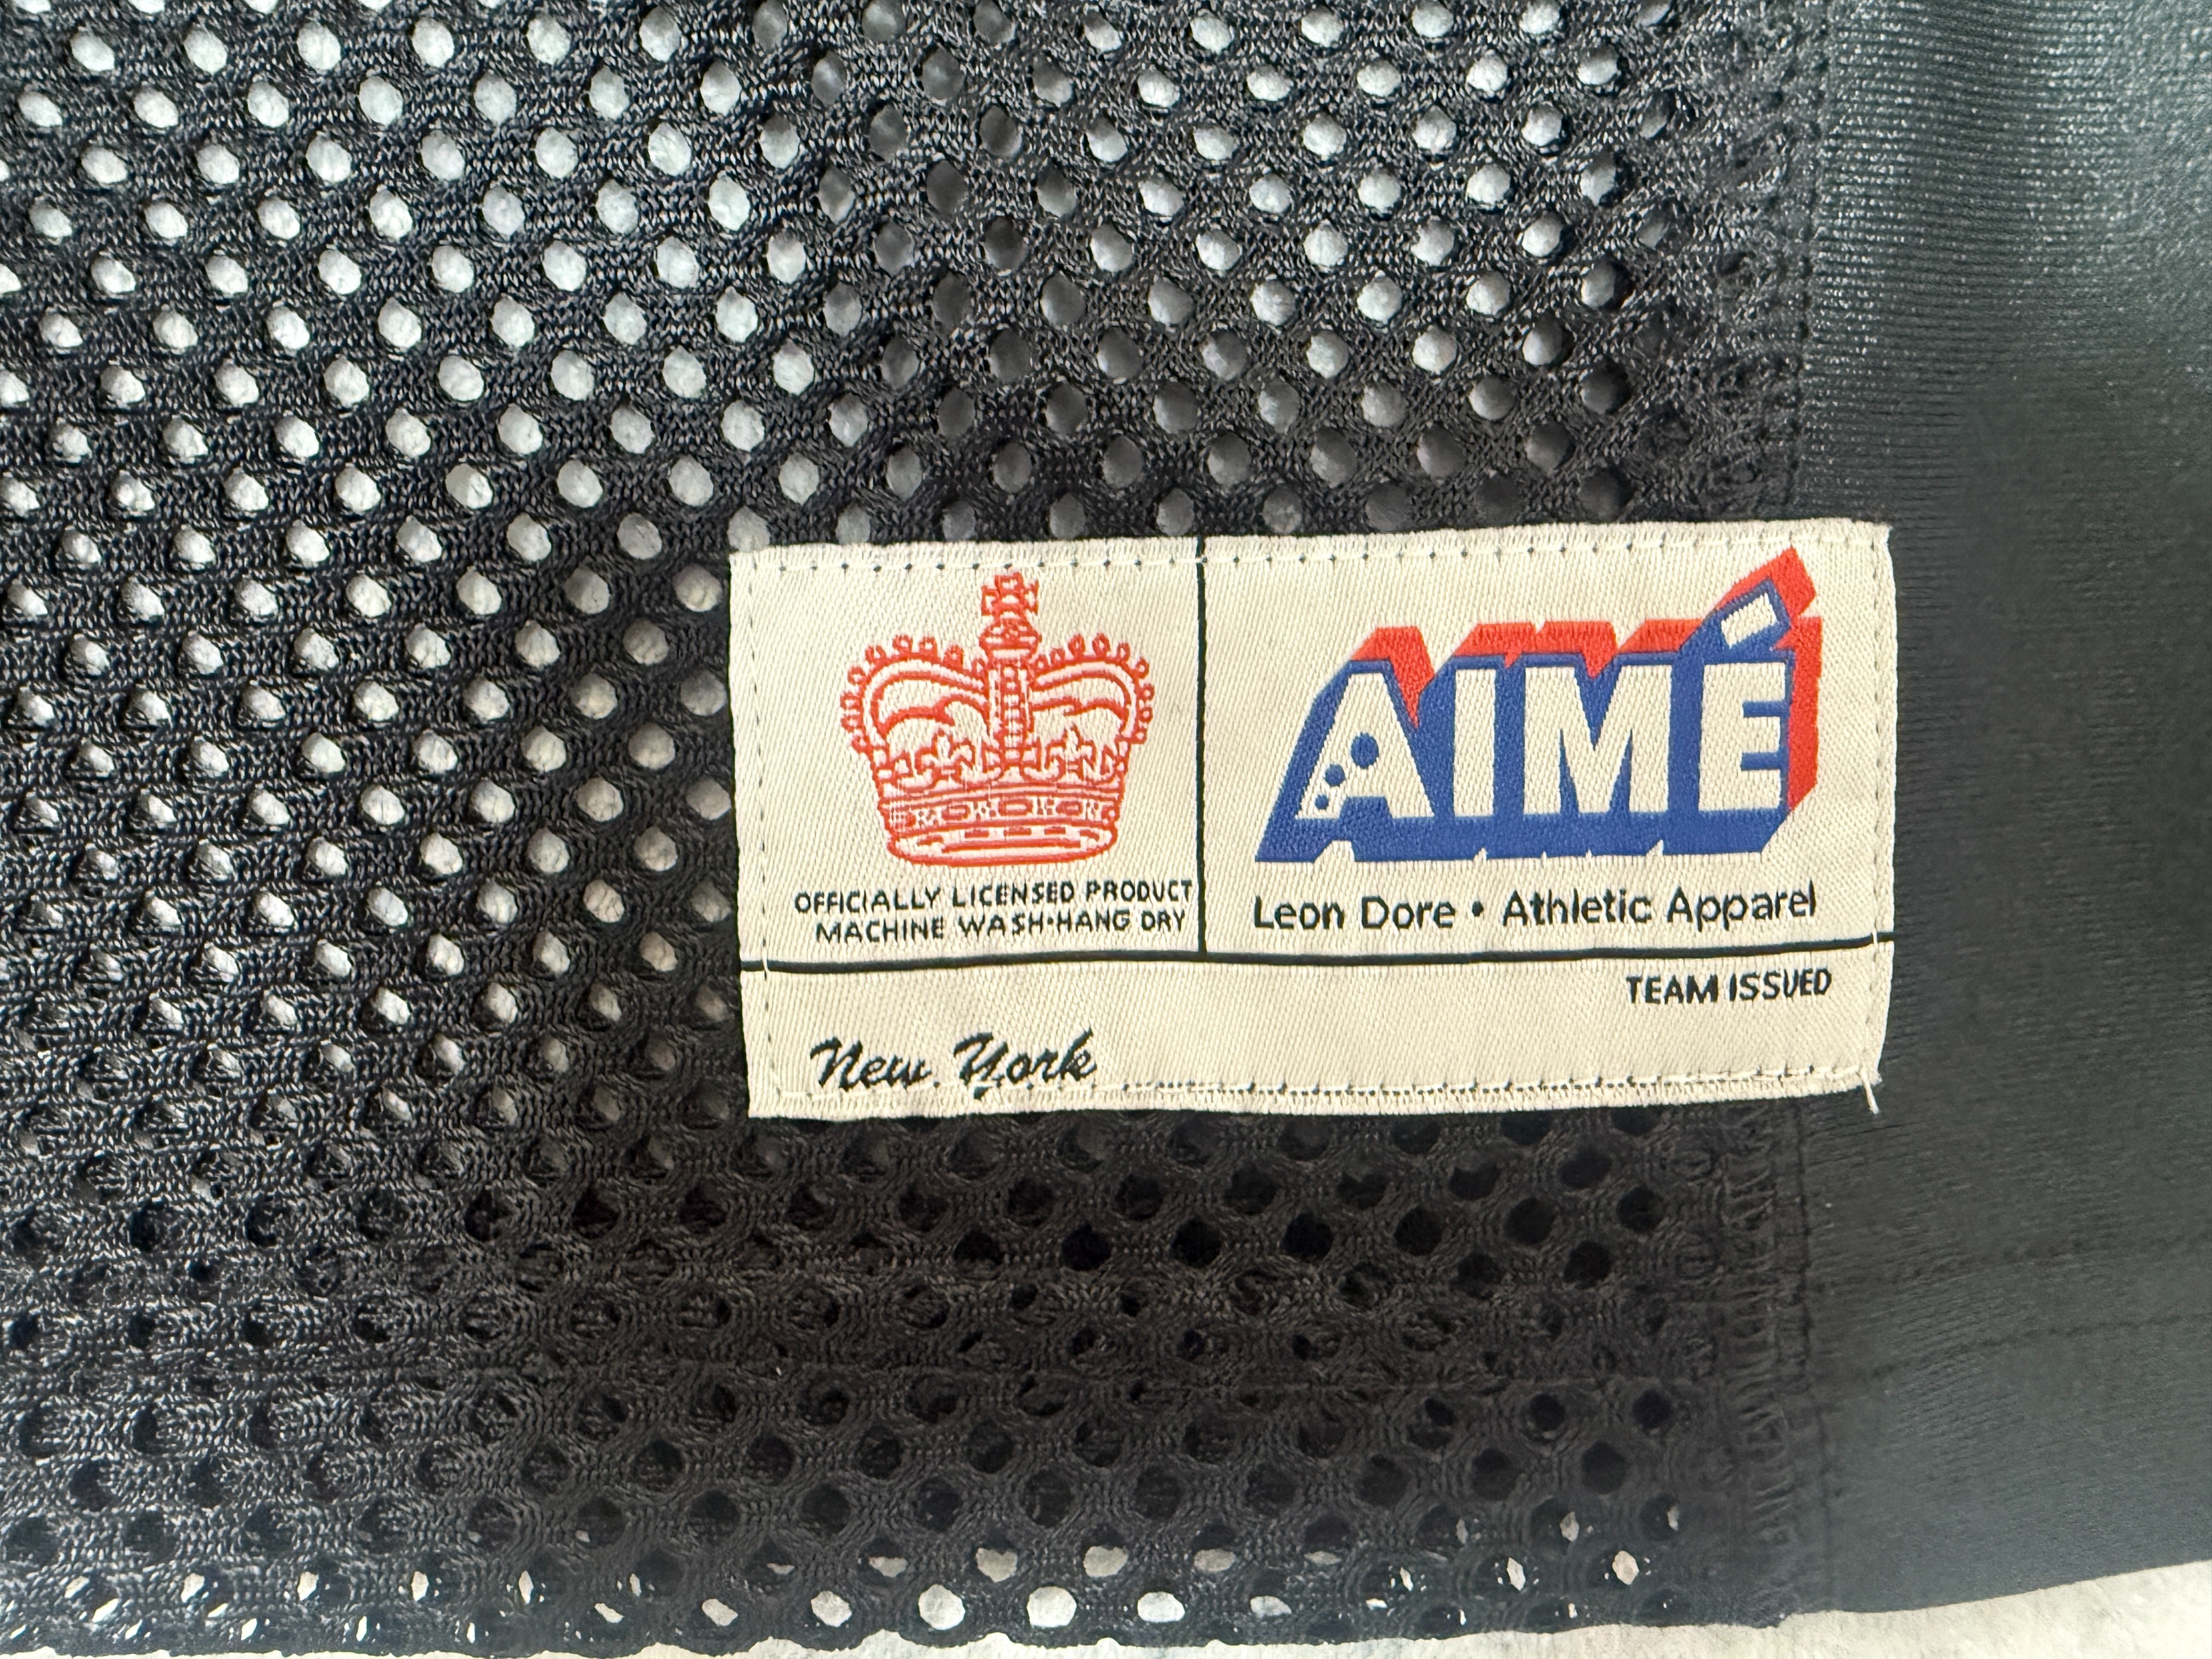 OFFICIALLY LICENSED PRODUCT
MACHINE WASH·HANG DRY
AIMÉ
Leon Dore • Athletic Apparel
TEAM ISSUED
New York